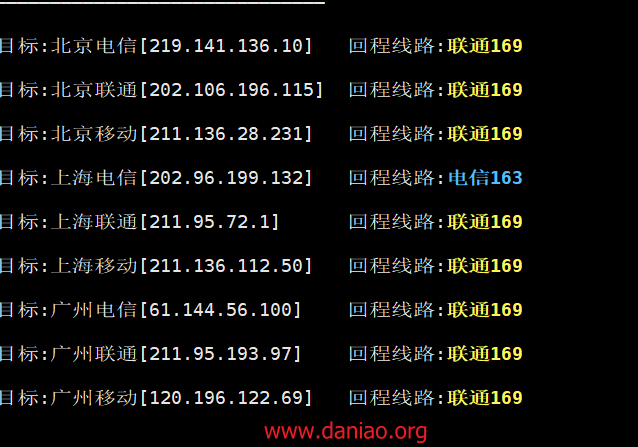 目标:北京电信[219.141.136.10] 回程线路:联通169
目标:北京联通[202.106.196.115] 回程线路:联通169
目标:北京移动[211.136.28.231] 回程线路:联通169
目标:上海电信[202.96.199.132] 回程线路:电信163
目标:上海联通[211.95.72.1] 回程线路:联通169
目标:上海移动[211.136.112.50] 回程线路:联通169
目标:广州电信[61.144.56.100] 回程线路:联通169
目标:广州联通[211.95.193.97] 回程线路:联通169
目标:广州移动[120.196.122.69] 回程线路:联通169
www.daniao.org